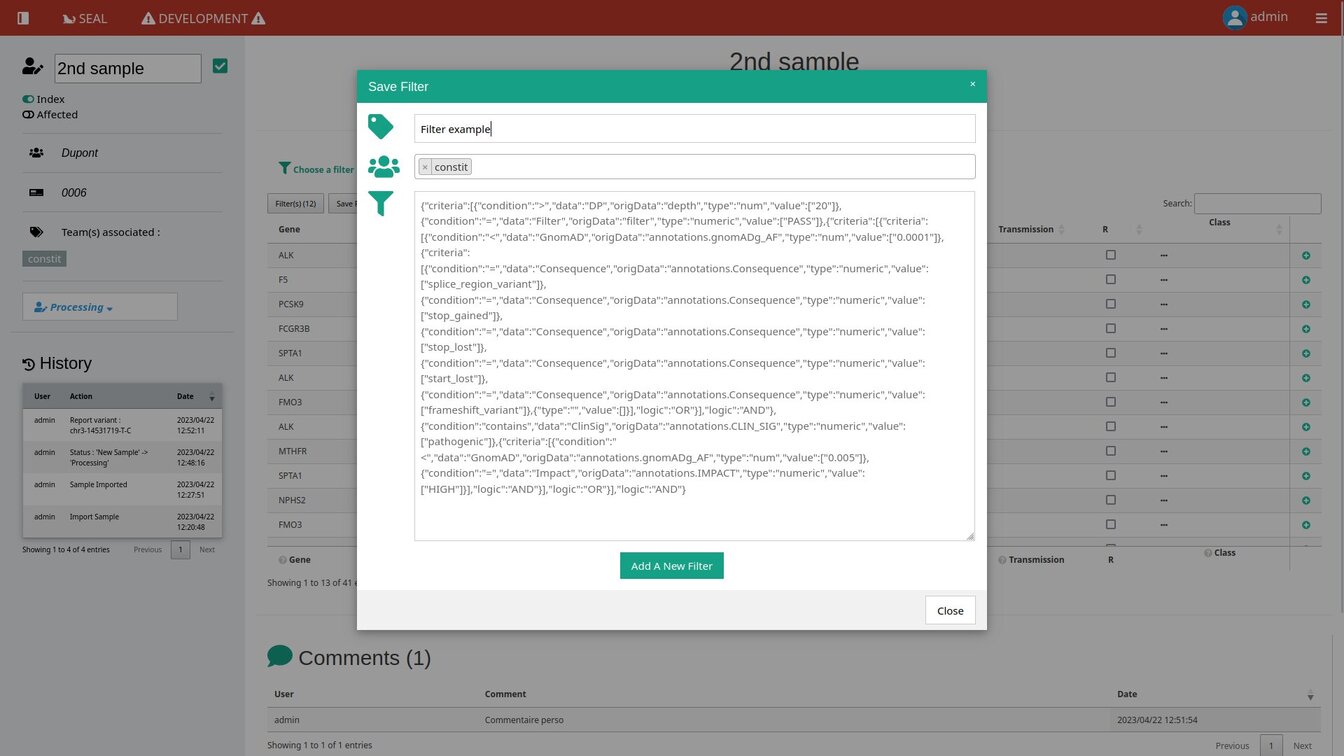 SEAL
DEVELOPMENT
admin
2nd sample
Index
Affected
Dupont
0006
Team(s) associated :
constit
Processing
History
User Action Date
admin Report variant : 2023/04/22
chr3-14531719-T-C 12:52:11
admin Status : 'New Sample' -> 2023/04/22
'Processing' 12:48:16
admin Sample Imported 2023/04/22
12:27:51
admin Import Sample 2023/04/22
12:20:48
Showing 1 to 4 of 4 entries Previous 1 Next
2nd sample
Choose a filter
Filter(s) (12) Save F
Search:
Gene Transmission R Class
ALK
F5
PCSK9
FCGR3B
SPTA1
ALK
FMO3
ALK
MTHFR
SPTA1
NPHS2
FMO3
Gene Transmission R Class
Showing 1 to 13 of 41 e
Save Filter ×
Filter example
× constit
{"criteria":[{"condition":">","data":"DP","origData":"depth","type":"num","value":["20"]},
{"condition":"=","data":"Filter","origData":"filter","type":"numeric","value":["PASS"]},{"criteria":[{"criteria":
[{"condition":"<","data":"GnomAD","origData":"annotations.gnomADg_AF","type":"num","value":["0.0001"]},
{"criteria":
[{"condition":"=","data":"Consequence","origData":"annotations.Consequence","type":"numeric","value":
["splice_region_variant"]},
{"condition":"=","data":"Consequence","origData":"annotations.Consequence","type":"numeric","value":
["stop_gained"]},
{"condition":"=","data":"Consequence","origData":"annotations.Consequence","type":"numeric","value":
["stop_lost"]},
{"condition":"=","data":"Consequence","origData":"annotations.Consequence","type":"numeric","value":
["start_lost"]},
{"condition":"=","data":"Consequence","origData":"annotations.Consequence","type":"numeric","value":
["frameshift_variant"]},{"type":"","value":[]}],"logic":"OR"}],"logic":"AND"},
{"condition":"contains","data":"ClinSig","origData":"annotations.CLIN_SIG","type":"numeric","value":
["pathogenic"]},{"criteria":[{"condition":"
<","data":"GnomAD","origData":"annotations.gnomADg_AF","type":"num","value":["0.005"]},
{"condition":"=","data":"Impact","origData":"annotations.IMPACT","type":"numeric","value":
["HIGH"]}],"logic":"AND"}],"logic":"OR"}],"logic":"AND"}
Add A New Filter
Close
Comments (1)
User Comment Date
admin Commentaire perso 2023/04/22 12:51:54
Showing 1 to 1 of 1 entries Previous 1 Next